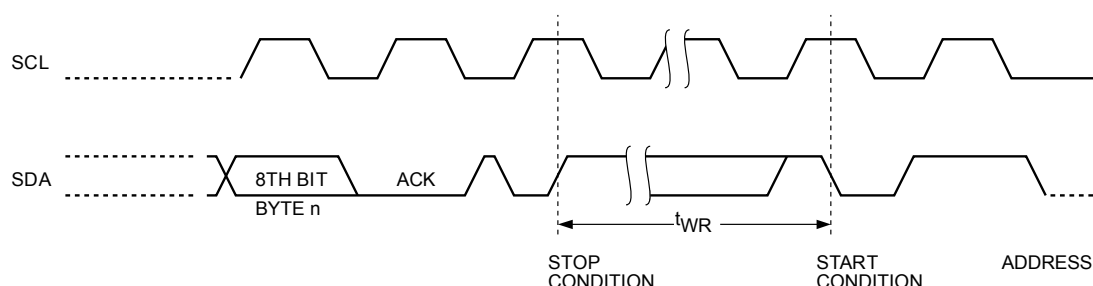 SCL
SDA
8TH BIT
ACK
BYTE n
tWR
STOP
CONDITION
START
CONDITION
ADDRESS